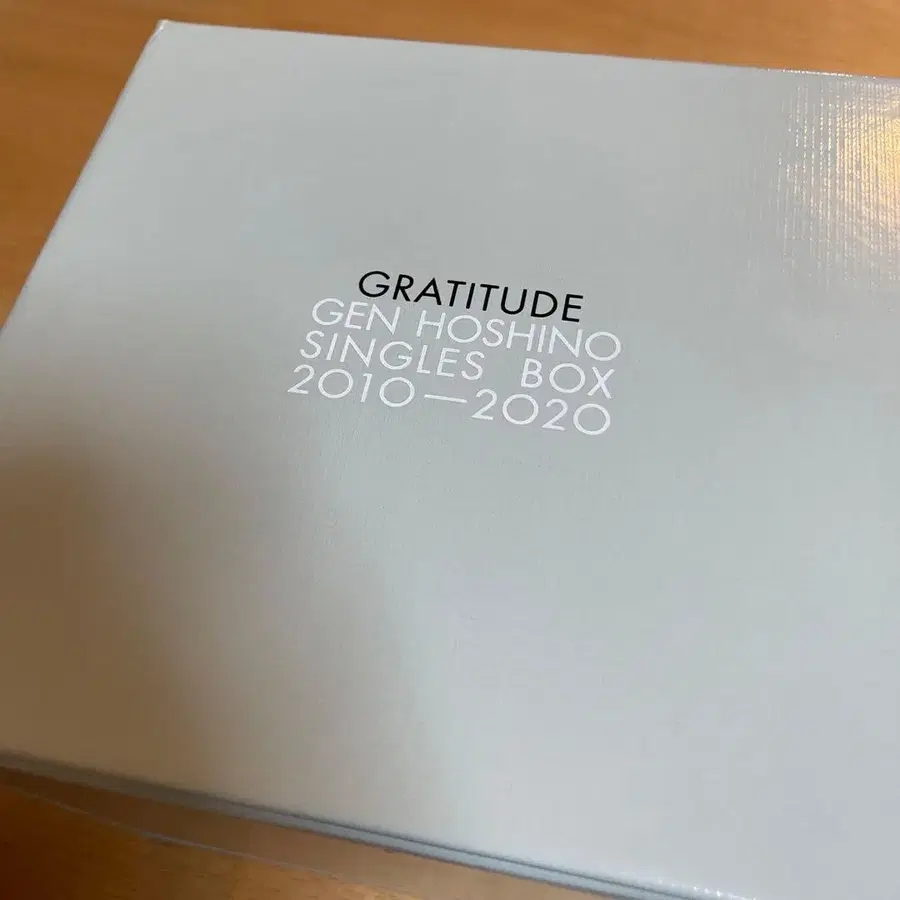 GRATITUDE
GEN HOSHINO
SINGLES BOX
2010—2020